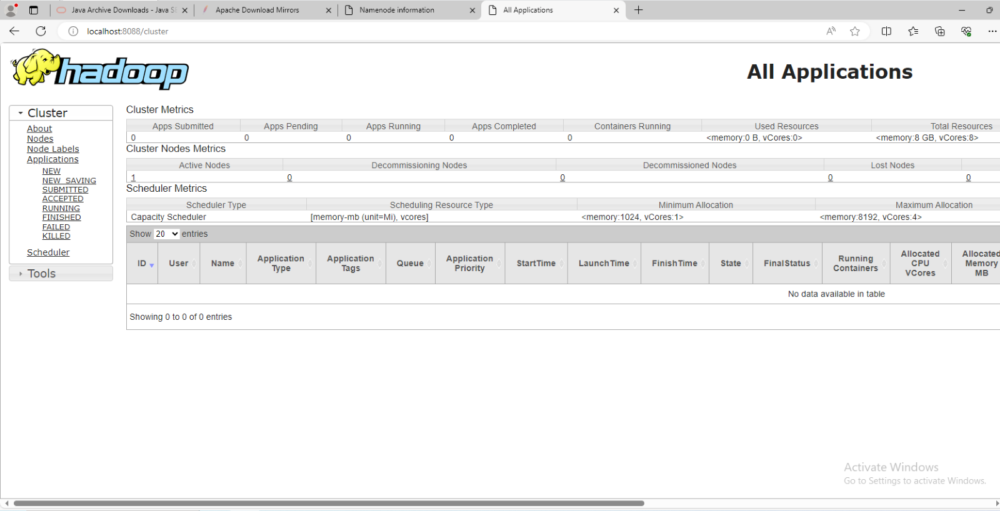 Java Archive Downloads - Java SE
Apache Download Mirrors
Namenode information
All Applications
localhost:8088/cluster
hadoop
All Applications
Cluster
About
Nodes
Node Labels
Applications
NEW
NEW_SAVING
SUBMITTED
ACCEPTED
RUNNING
FINISHED
FAILED
KILLED
Scheduler
Tools
Cluster Metrics
Apps Submitted Apps Pending Apps Running Apps Completed Containers Running Used Resources Total Resources
0 0 0 0 0 <memory:0 B, vCores:0> <memory:8 GB, vCores:8>
Cluster Nodes Metrics
Active Nodes Decommissioning Nodes Decommissioned Nodes Lost Nodes
1 0 0 0 0
Scheduler Metrics
Scheduler Type Scheduling Resource Type Minimum Allocation Maximum Allocation
Capacity Scheduler [memory-mb (unit=Mi), vcores] <memory:1024, vCores:1> <memory:8192, vCores:4>
Show 20 entries
ID User Name Application Type Application Tags Queue Application Priority StartTime LaunchTime FinishTime State FinalStatus Running Containers Allocated CPU VCores Allocated Memory MB
No data available in table
Showing 0 to 0 of 0 entries
Activate Windows
Go to Settings to activate Windows.